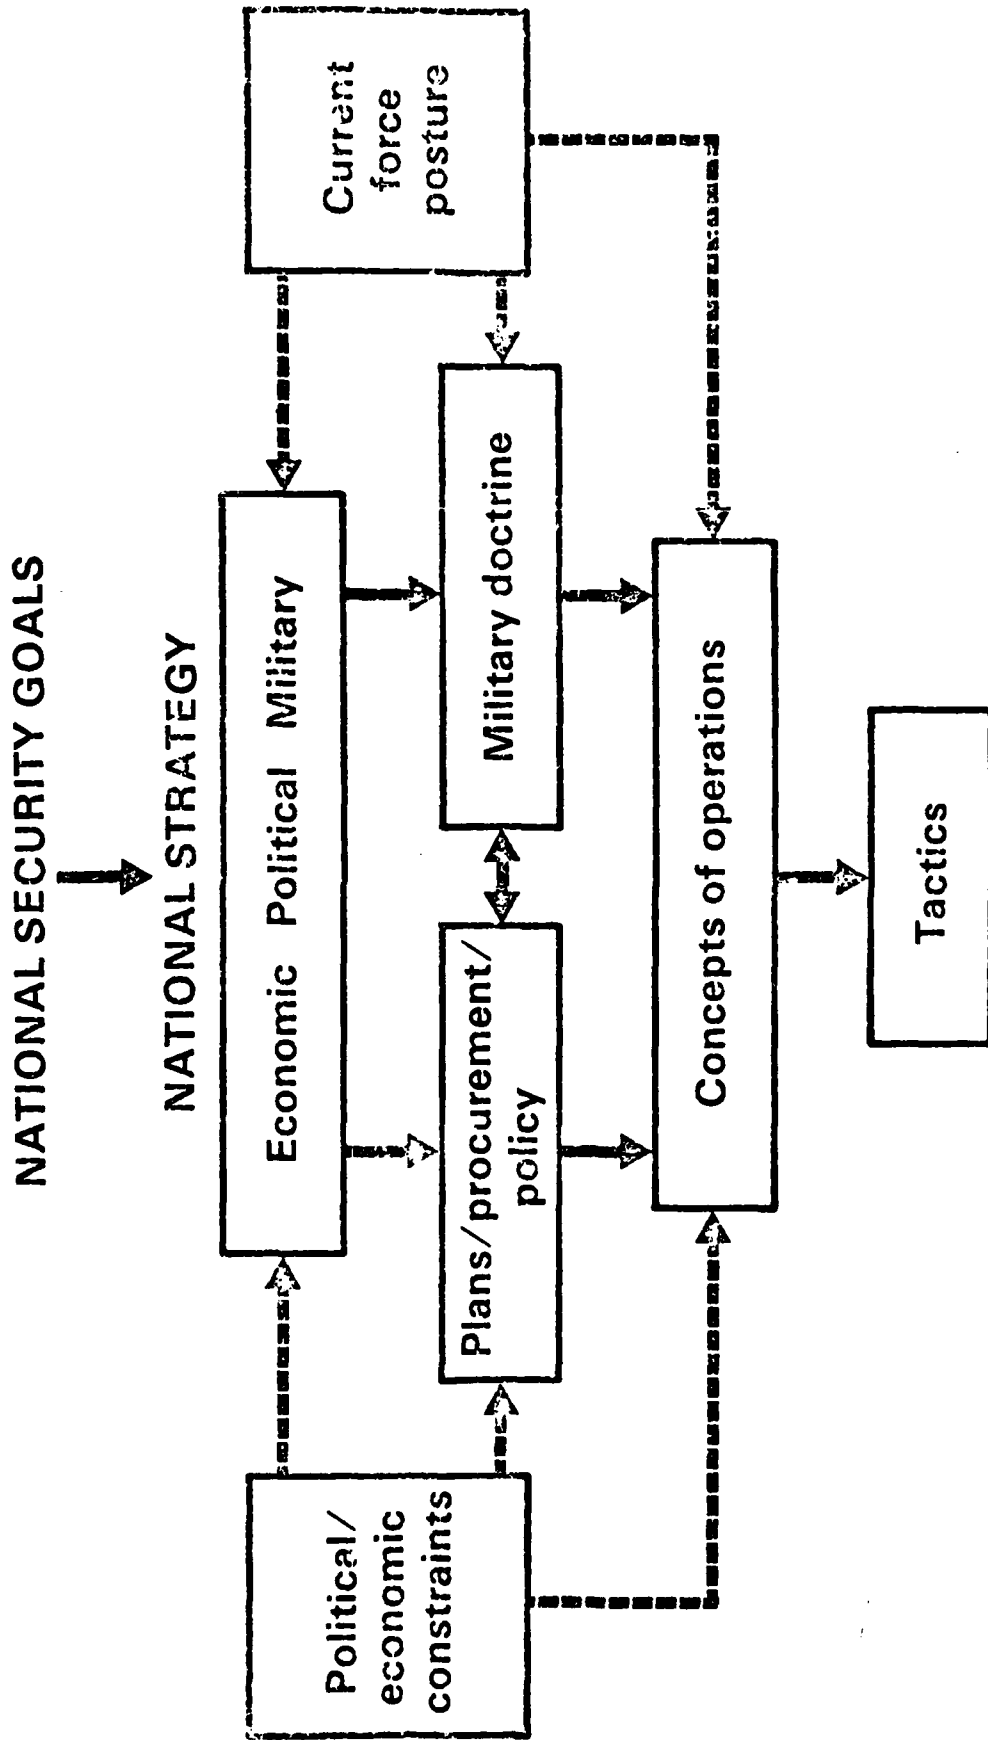 NATIONAL SECURITY GOALS
NATIONAL STRATEGY
Economic Political Military
Political/
economic
constraints
Current
force
posture
Plans/procurement/
policy
Military doctrine
Concepts of operations
Tactics